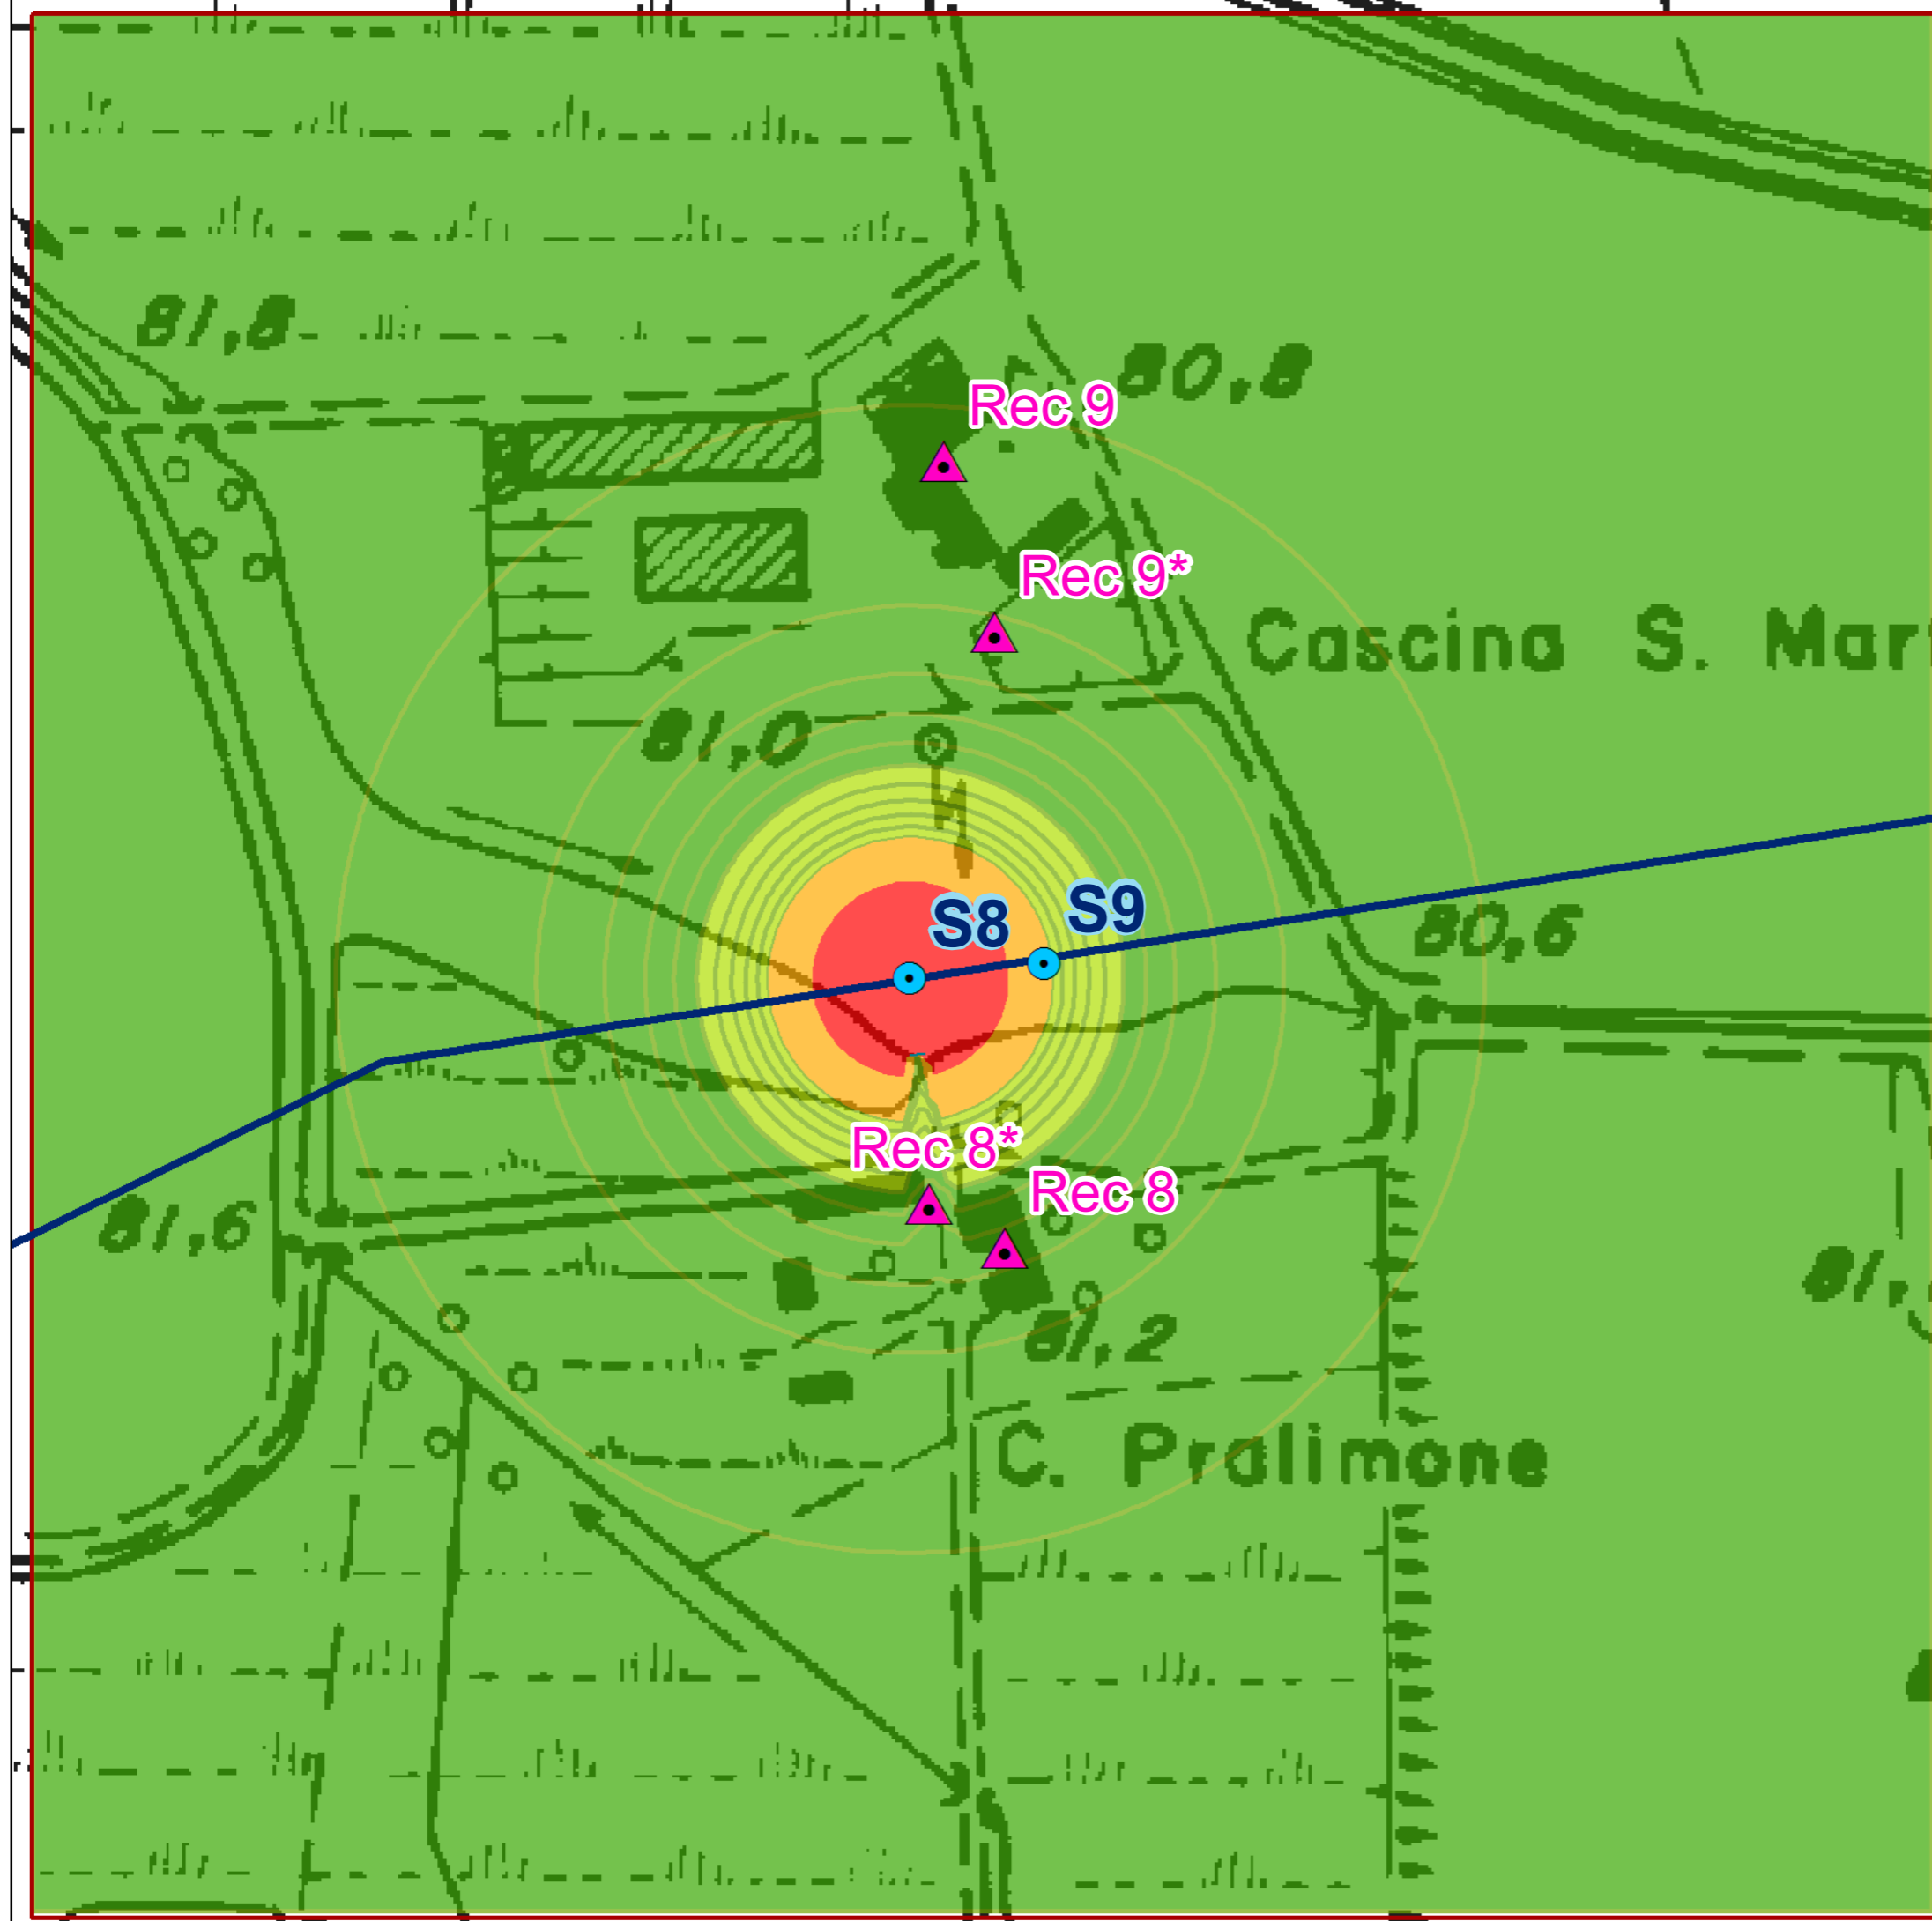 81,8
80,8
Rec 9
Rec 9*
Cascina S. Mar
81,0
S8
S9
80,6
Rec 8*
Rec 8
81,6
81,
81,2
C. Pralimone